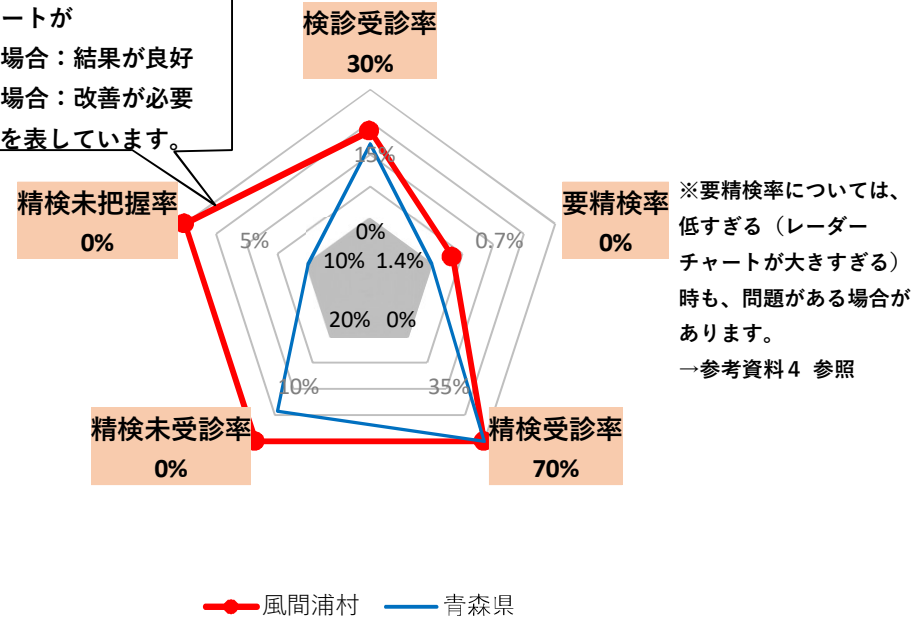 ートが
場合：結果が良好
場合：改善が必要
を表しています。
検診受診率
30%
15%
0%
精検未把握率
0%
5%
10%
1.4%
0.7%
要精検率
0%
※要精検率については、
低すぎる（レーダー
チャートが大きすぎる）
時も、問題がある場合が
あります。
→参考資料４ 参照
20%
0%
10%
35%
精検未受診率
0%
精検受診率
70%
風間浦村
青森県